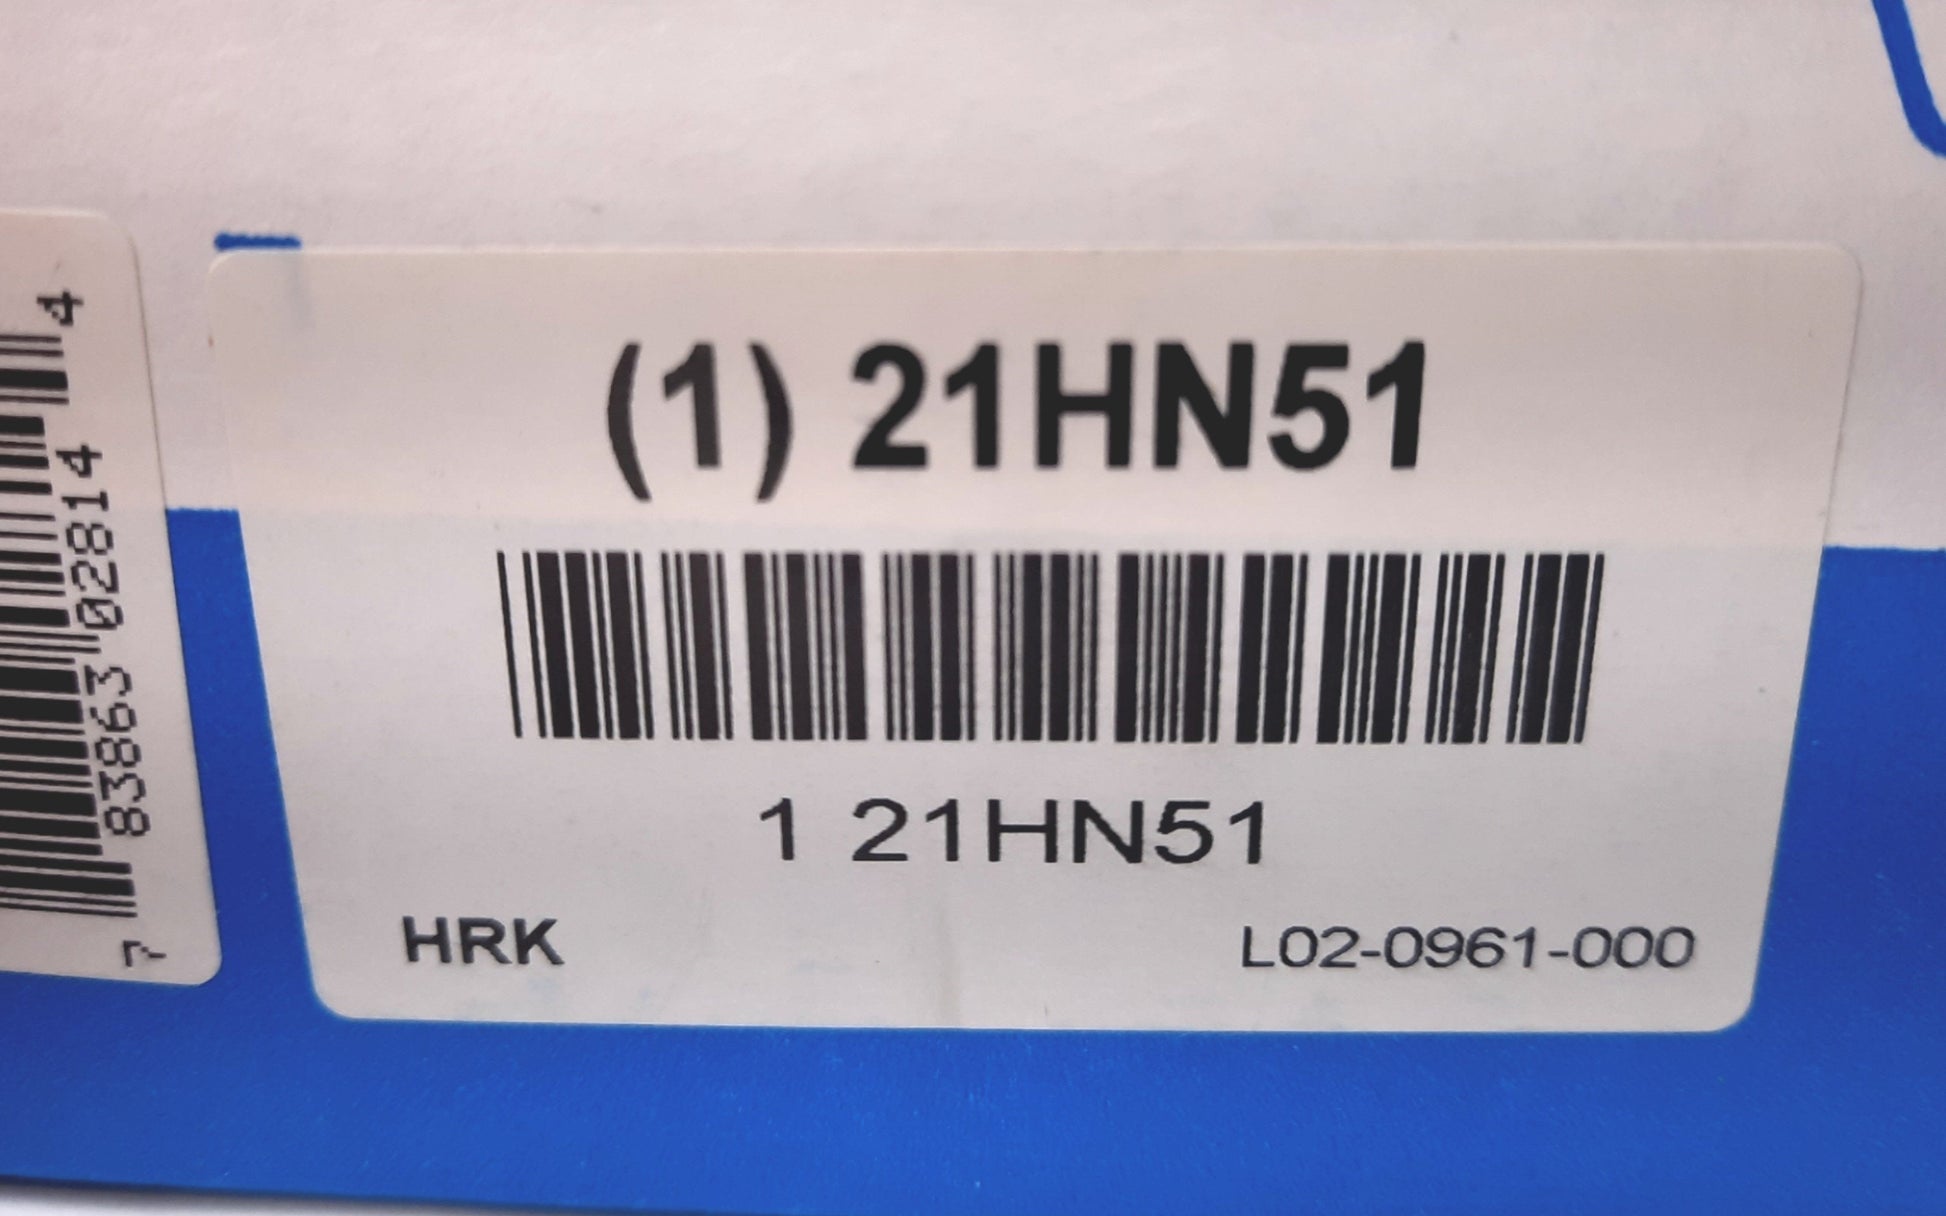 (1) 21HN51
1 21HN51
HRK
L02-0961-000
7 83863 02814 4